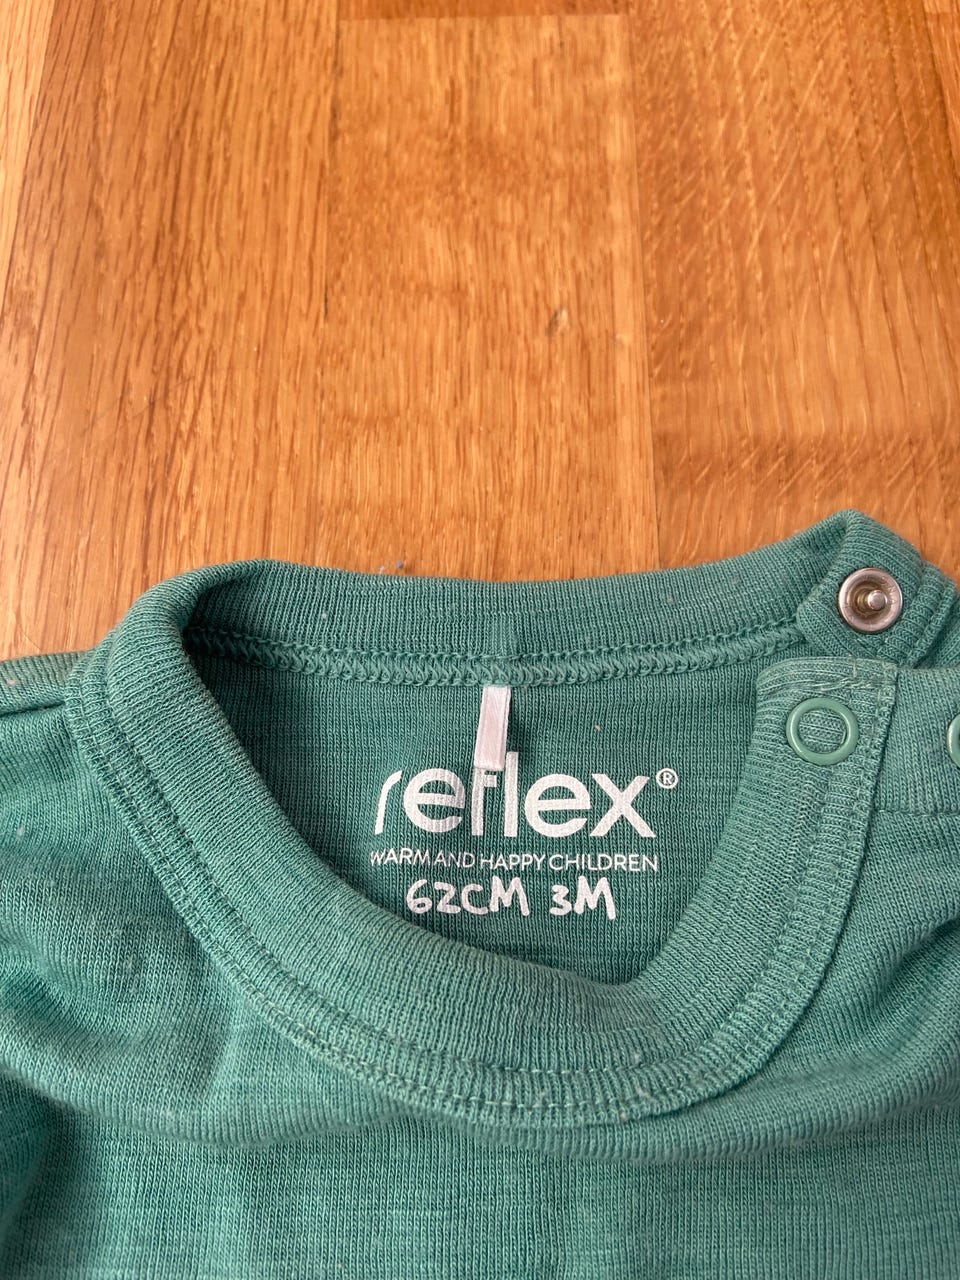 reflex®
WARM AND HAPPY CHILDREN
62CM 3M